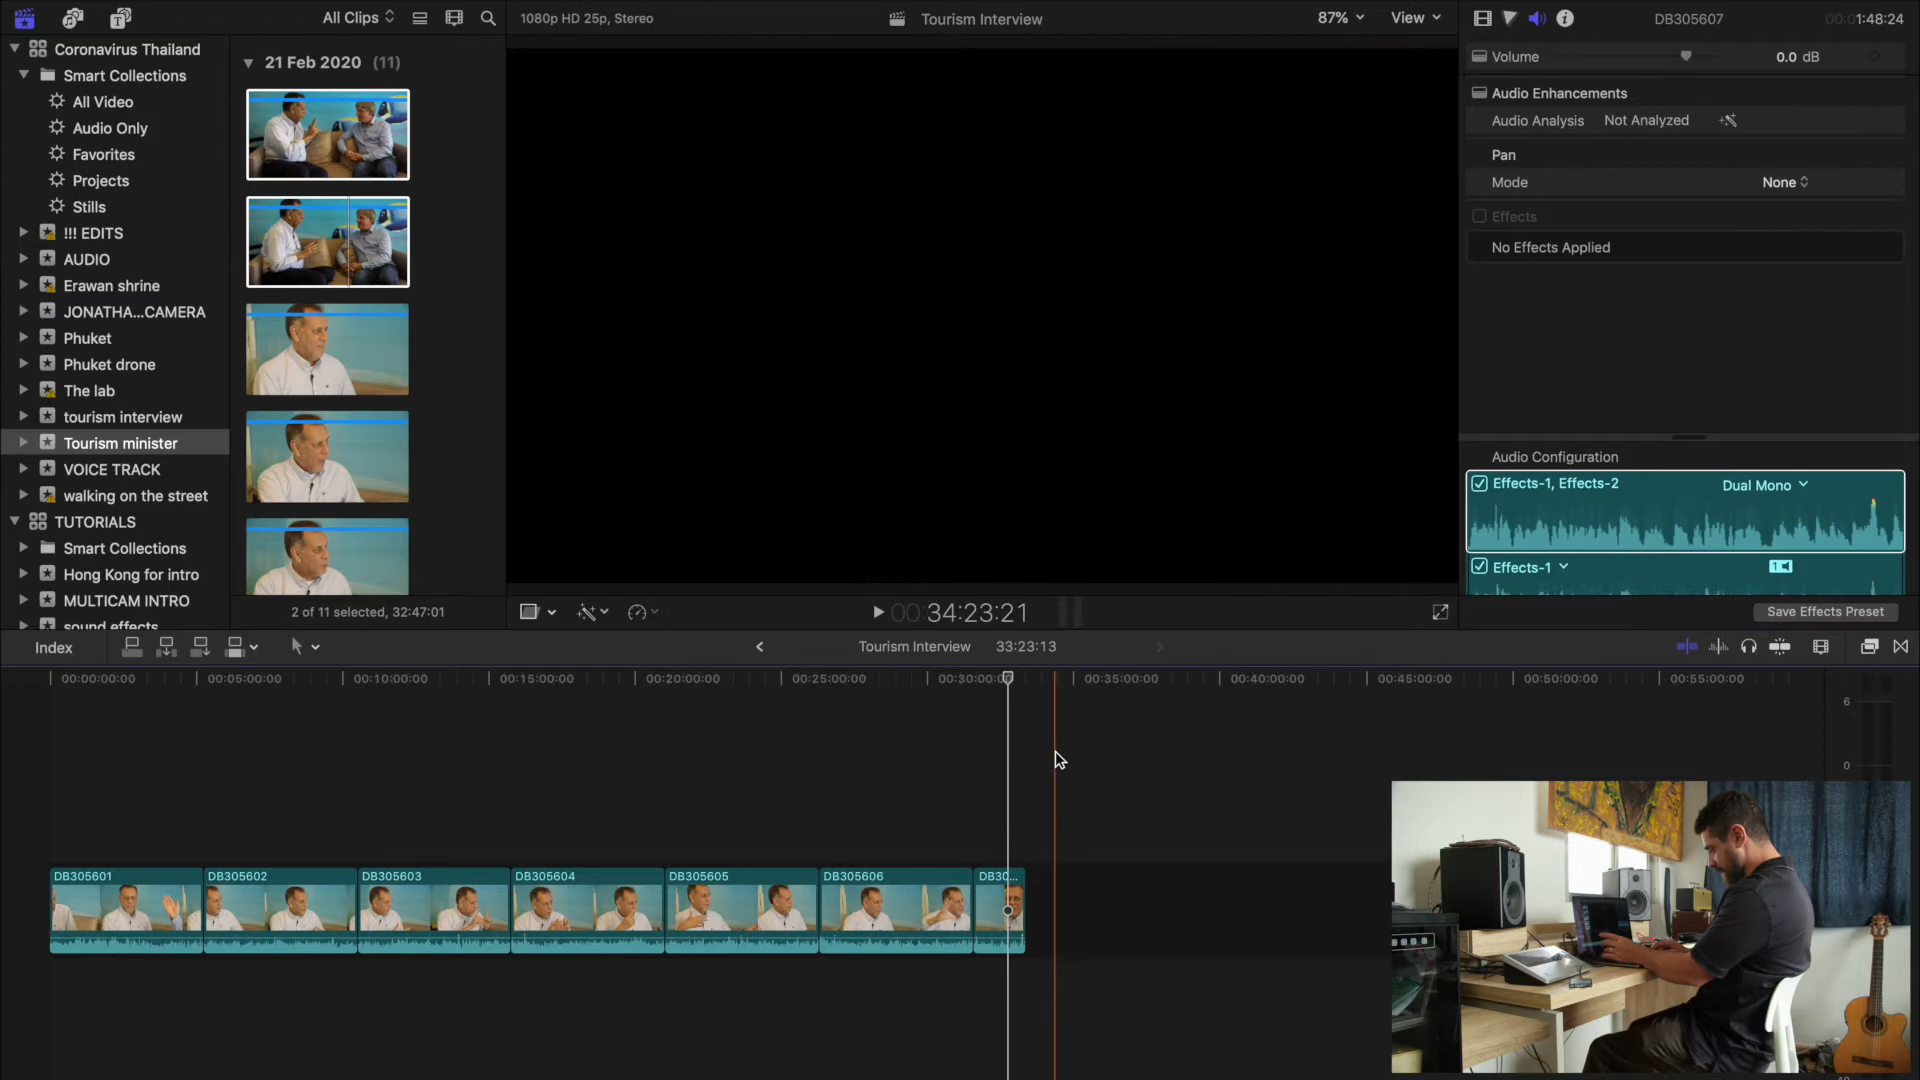 All Clips
1080p HD 25p, Stereo
Tourism Interview
87%
View
DB305607
00:01:48:24
Coronavirus Thailand
Smart Collections
All Video
Audio Only
Favorites
Projects
Stills
!!! EDITS
AUDIO
Erawan shrine
JONATHA...CAMERA
Phuket
Phuket drone
The lab
tourism interview
Tourism minister
VOICE TRACK
walking on the street
TUTORIALS
Smart Collections
Hong Kong for intro
MULTICAM INTRO
sound effects
21 Feb 2020 (11)
2 of 11 selected, 32:47:01
00:34:23:21
Volume
0.0 dB
Audio Enhancements
Audio Analysis Not Analyzed
Pan
Mode
None
Effects
No Effects Applied
Audio Configuration
Effects-1, Effects-2
Dual Mono
Effects-1
1
Save Effects Preset
Index
Tourism Interview
33:23:13
00:00:00:00
00:05:00:00
00:10:00:00
00:15:00:00
00:20:00:00
00:25:00:00
00:30:00:00
00:35:00:00
00:40:00:00
00:45:00:00
00:50:00:00
00:55:00:00
6
0
DB305601
DB305602
DB305603
DB305604
DB305605
DB305606
DB30...